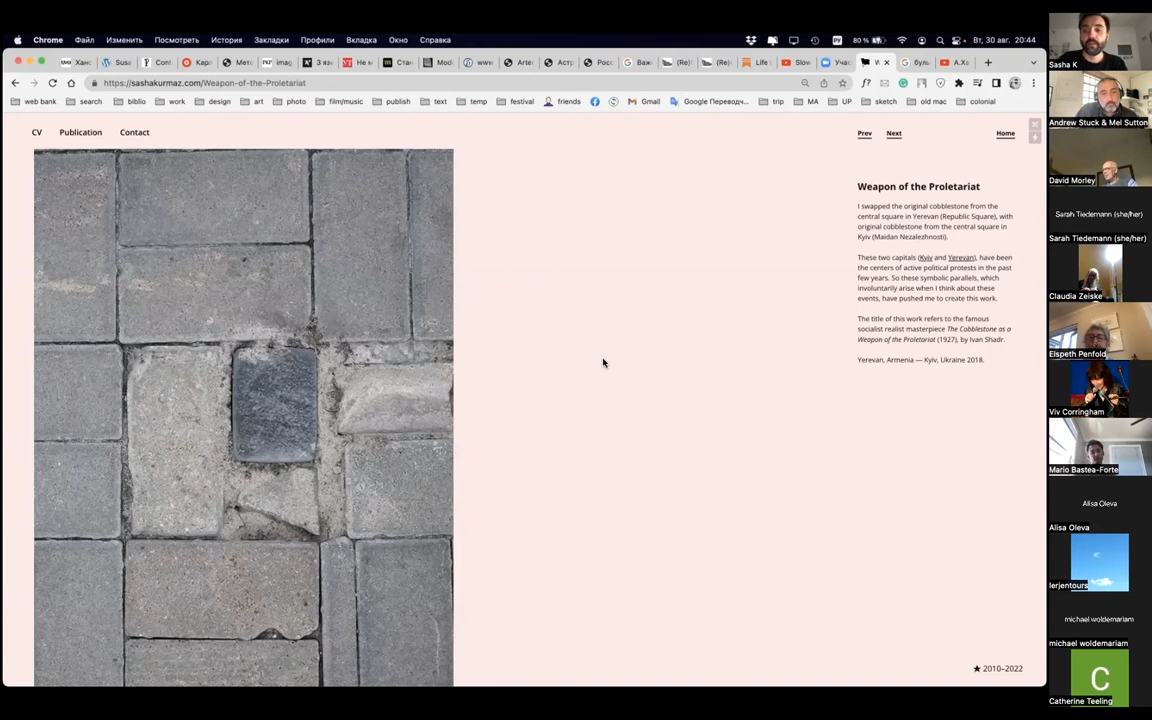 Chrome Файл Изменить Посмотреть История Закладки Профили Вкладка Окно Справка
80 % РУ Вт, 30 авг. 20:44
https://sashakurmaz.com/Weapon-of-the-Proletariat
web bank search biblio work design art photo film/music publish text temp festival friends Gmail Google Переводч... trip MA UP sketch old mac colonial
CV Publication Contact
Prev Next Home
Weapon of the Proletariat
I swapped the original cobblestone from the
central square in Yerevan (Republic Square), with
original cobblestone from the central square in
Kyiv (Maidan Nezalezhnosti).
These two capitals (Kyiv and Yerevan), have been
the centers of active political protests in the past
few years. So these symbolic parallels, which
involuntarily arise when I think about these
events, have pushed me to create this work.
The title of this work refers to the famous
socialist realist masterpiece The Cobblestone as a
Weapon of the Proletariat (1927), by Ivan Shadr.
Yerevan, Armenia — Kyiv, Ukraine 2018.
★ 2010–2022
Sasha K
Andrew Stuck & Mel Sutton
David Morley
Sarah Tiedemann (she/her)
Sarah Tiedemann (she/her)
Claudia Zeiske
Elspeth Penfold
Viv Corringham
Mario Bastea-Forte
Alisa Oleva
Alisa Oleva
lerjentours
michael woldemariam
michael woldemariam
C
Catherine Teeling